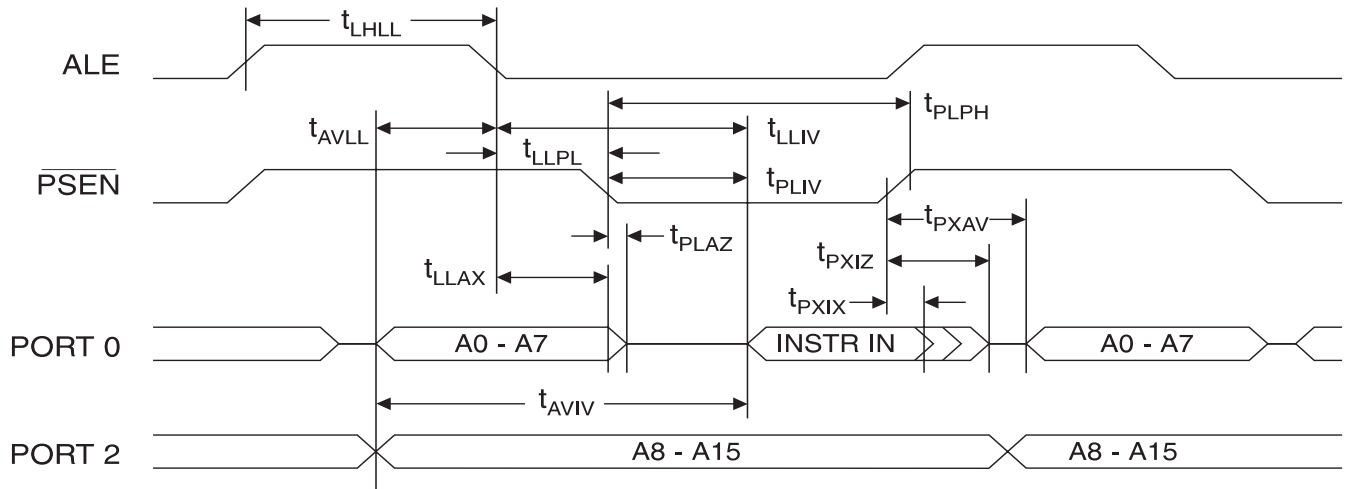 tLHLL
ALE
tPLPH
tAVLL
tLLIV
tLLPL
PSEN
tPLIV
tPXAV
tPLAZ
tPXIZ
tLLAX
tPXIX
PORT 0
A0 - A7
INSTR IN
A0 - A7
tAVIV
PORT 2
A8 - A15
A8 - A15